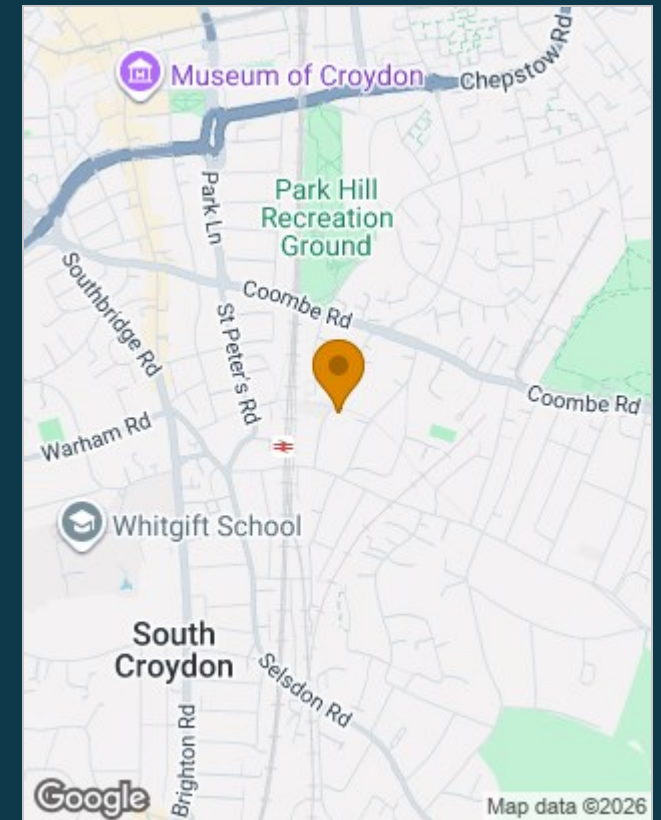 Museum of Croydon
Chepstow Rd
Park Ln
Park Hill
Recreation
Ground
Southbridge Rd
Coombe Rd
St Peter's Rd
Coombe Rd
Warham Rd
Whitgift School
South
Croydon
Selsdon Rd
Brighton Rd
Google
Map data ©2026